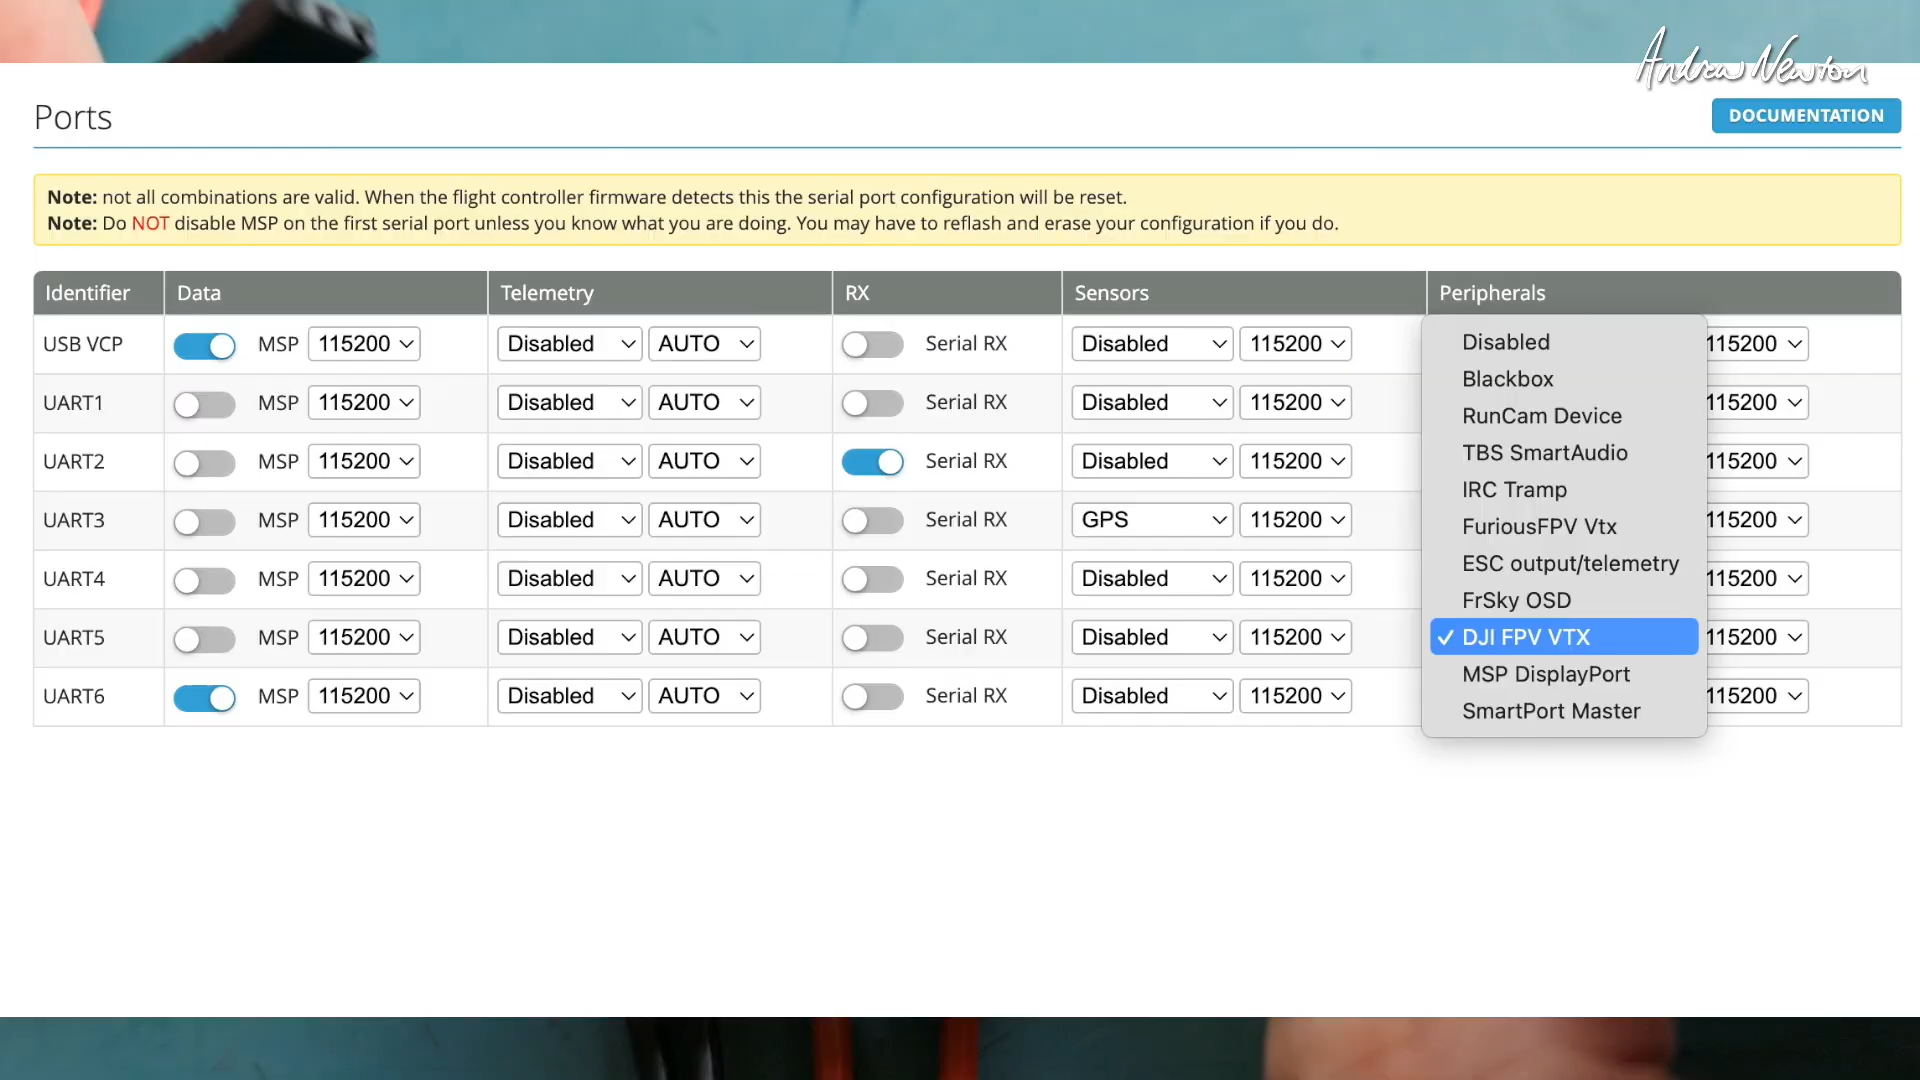 Andrew Newton
Ports
DOCUMENTATION
Note: not all combinations are valid. When the flight controller firmware detects this the serial port configuration will be reset.
Note: Do NOT disable MSP on the first serial port unless you know what you are doing. You may have to reflash and erase your configuration if you do.
Identifier Data Telemetry RX Sensors Peripherals
USB VCP MSP 115200 Disabled AUTO Serial RX Disabled 115200 115200
UART1 MSP 115200 Disabled AUTO Serial RX Disabled 115200 115200
UART2 MSP 115200 Disabled AUTO Serial RX Disabled 115200 115200
UART3 MSP 115200 Disabled AUTO Serial RX GPS 115200 115200
UART4 MSP 115200 Disabled AUTO Serial RX Disabled 115200 115200
UART5 MSP 115200 Disabled AUTO Serial RX Disabled 115200 115200
UART6 MSP 115200 Disabled AUTO Serial RX Disabled 115200 115200
Disabled
Blackbox
RunCam Device
TBS SmartAudio
IRC Tramp
FuriousFPV Vtx
ESC output/telemetry
FrSky OSD
✓ DJI FPV VTX
MSP DisplayPort
SmartPort Master